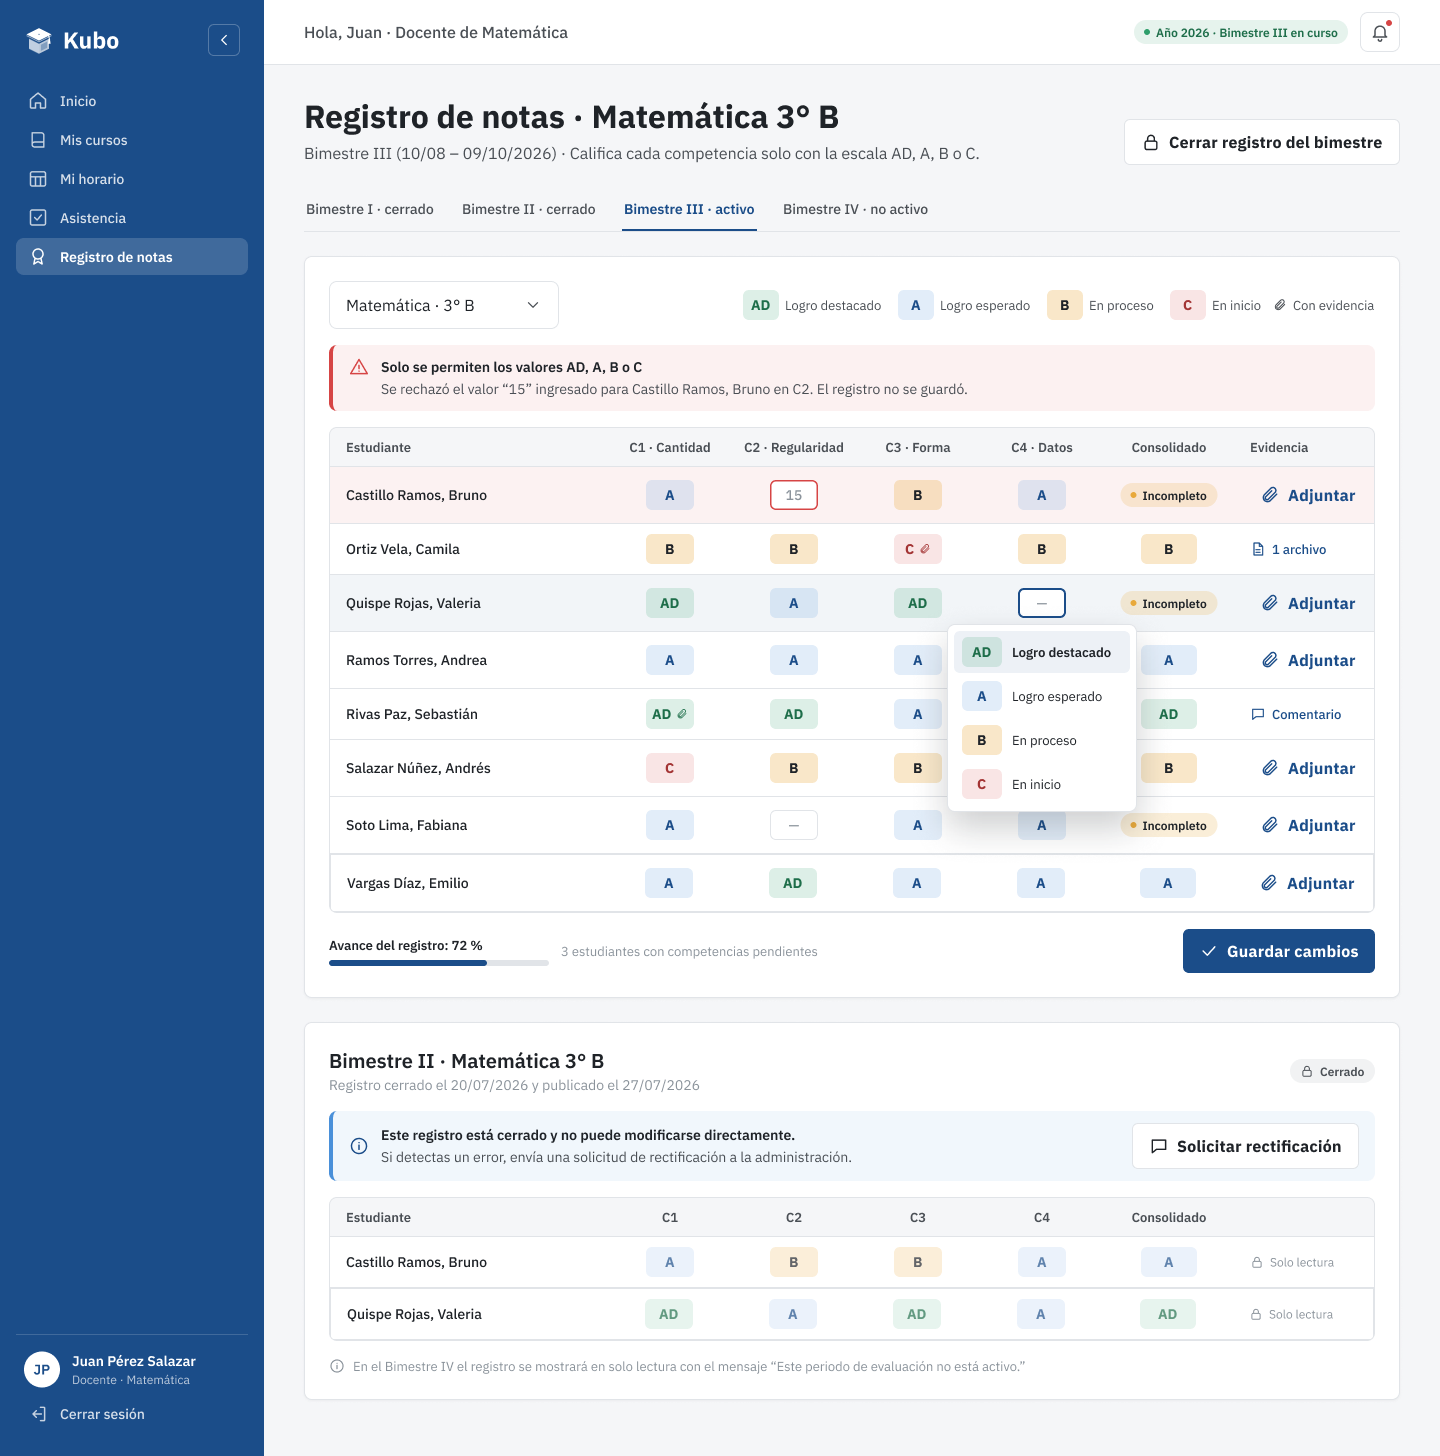 Kubo
Inicio
Mis cursos
Mi horario
Asistencia
Registro de notas
Juan Pérez Salazar
JP
Docente · Matemática
Cerrar sesión
Hola, Juan · Docente de Matemática
Año 2026 · Bimestre III en curso
Registro de notas · Matemática 3° B
Bimestre III (10/08 – 09/10/2026) · Califica cada competencia solo con la escala AD, A, B o C.
Cerrar registro del bimestre
Bimestre I · cerrado Bimestre II · cerrado Bimestre III · activo Bimestre IV · no activo
Matemática · 3° B
AD Logro destacado A Logro esperado B En proceso C En inicio Con evidencia
Solo se permiten los valores AD, A, B o C
Se rechazó el valor “15” ingresado para Castillo Ramos, Bruno en C2. El registro no se guardó.
Estudiante C1 · Cantidad C2 · Regularidad C3 · Forma C4 · Datos Consolidado Evidencia
Castillo Ramos, Bruno A 15 B A Incompleto Adjuntar
Ortiz Vela, Camila B B C B B 1 archivo
Quispe Rojas, Valeria AD A AD — Incompleto Adjuntar
Ramos Torres, Andrea A A A A Adjuntar
Rivas Paz, Sebastián AD AD A AD Comentario
Salazar Núñez, Andrés C B B B Adjuntar
Soto Lima, Fabiana A — A A Incompleto Adjuntar
Vargas Díaz, Emilio A AD A A A Adjuntar
AD Logro destacado
A Logro esperado
B En proceso
C En inicio
Avance del registro: 72 %
3 estudiantes con competencias pendientes
Guardar cambios
Bimestre II · Matemática 3° B
Registro cerrado el 20/07/2026 y publicado el 27/07/2026
Cerrado
Este registro está cerrado y no puede modificarse directamente.
Si detectas un error, envía una solicitud de rectificación a la administración.
Solicitar rectificación
Estudiante C1 C2 C3 C4 Consolidado
Castillo Ramos, Bruno A B B A A Solo lectura
Quispe Rojas, Valeria AD A AD A AD Solo lectura
En el Bimestre IV el registro se mostrará en solo lectura con el mensaje “Este periodo de evaluación no está activo.”